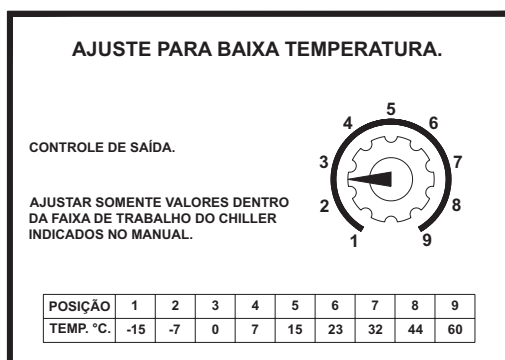 AJUSTE PARA BAIXA TEMPERATURA.
CONTROLE DE SAÍDA.
AJUSTAR SOMENTE VALORES DENTRO
DA FAIXA DE TRABALHO DO CHILLER
INDICADOS NO MANUAL.
5
4 6
3 7
2 8
1 9
POSIÇÃO 1 2 3 4 5 6 7 8 9
TEMP. °C. -15 -7 0 7 15 23 32 44 60